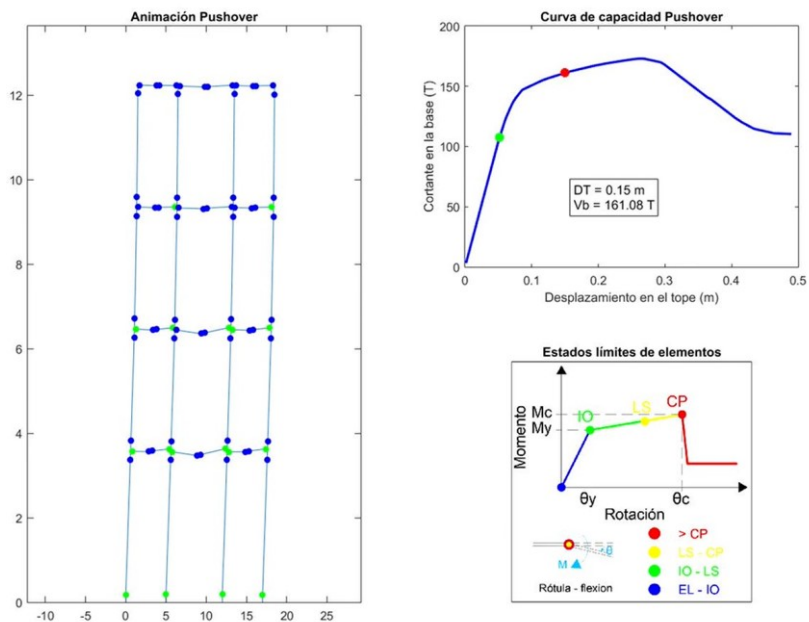 Animación Pushover
12
10
8
6
4
2
0
-10
-5
0
5
10
15
20
25
Curva de capacidad Pushover
Cortante en la base (T)
200
150
100
50
0
DT = 0.15 m
Vb = 161.08 T
0
0.1
0.2
0.3
0.4
0.5
Desplazamiento en el tope (m)
Estados límites de elementos
Momento
Mc
My
IO
LS
CP
θy
θc
Rotación
> CP
LS - CP
IO - LS
EL - IO
θ
M
Rótula - flexion